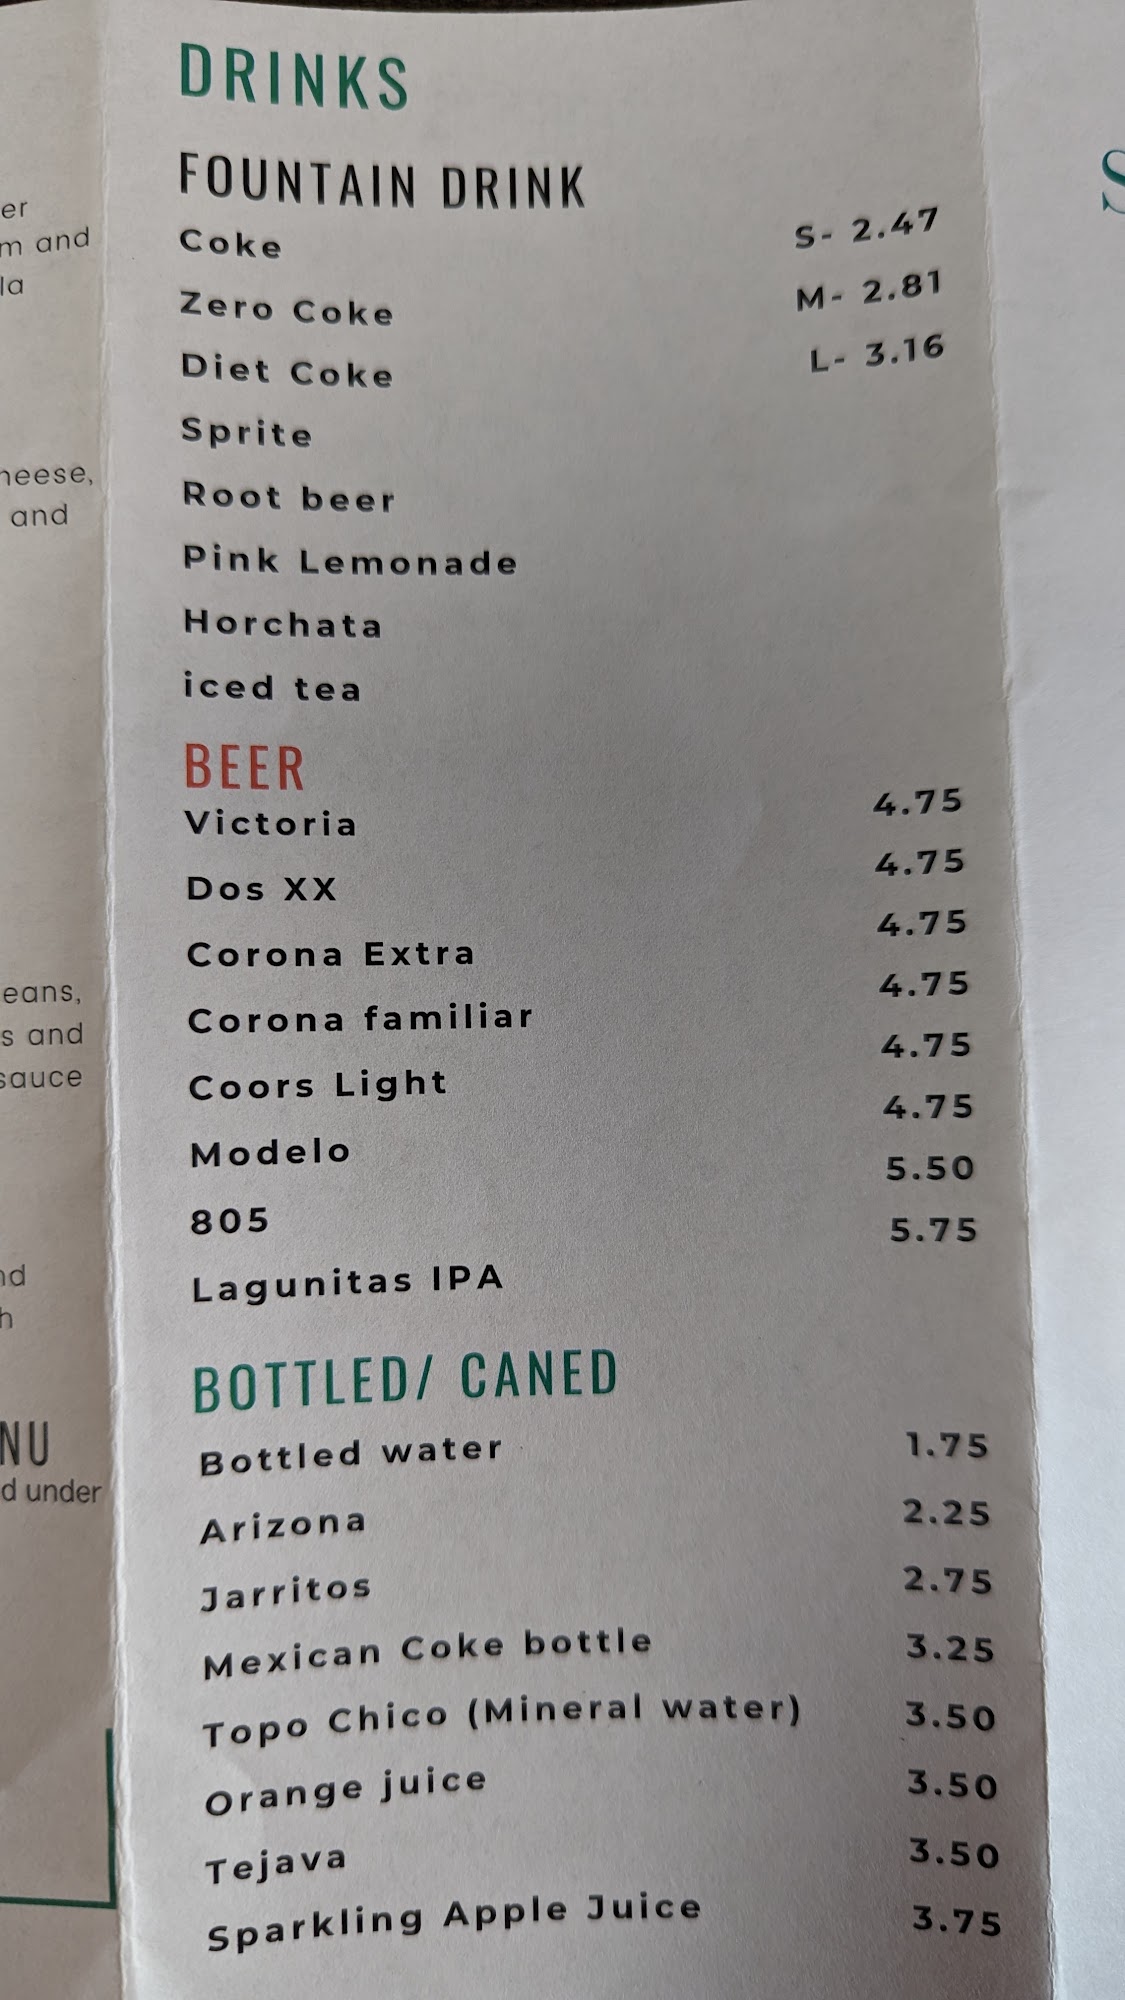 er
m and
la
heese,
and
eans,
s and
sauce
nd
h
NU
d under
DRINKS
FOUNTAIN DRINK
Coke S- 2.47
Zero Coke M- 2.81
Diet Coke L- 3.16
Sprite
Root beer
Pink Lemonade
Horchata
iced tea
BEER
Victoria 4.75
Dos XX 4.75
Corona Extra 4.75
Corona familiar 4.75
Coors Light 4.75
Modelo 4.75
805 5.50
Lagunitas IPA 5.75
BOTTLED/ CANED
Bottled water 1.75
Arizona 2.25
Jarritos 2.75
Mexican Coke bottle 3.25
Topo Chico (Mineral water) 3.50
Orange juice 3.50
Tejava 3.50
Sparkling Apple Juice 3.75
S